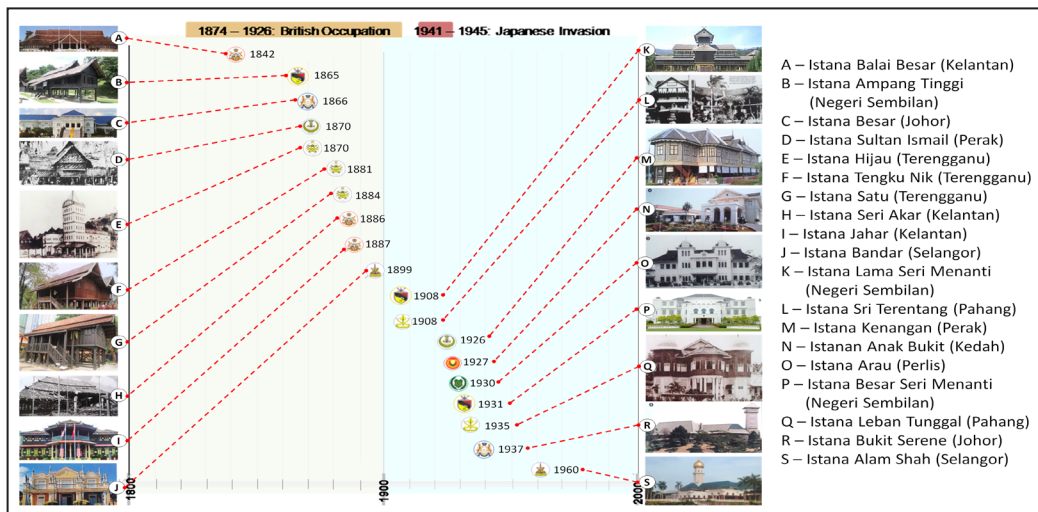 1874 – 1926: British Occupation
1941 – 1945: Japanese Invasion
A
B
C
D
E
F
G
H
I
J
1842
1865
1866
1870
1870
1881
1884
1886
1887
1899
1908
1908
1926
1927
1930
1931
1935
1937
1960
1800
1900
2000
K
L
M
N
O
P
Q
R
S
A – Istana Balai Besar (Kelantan)
B – Istana Ampang Tinggi
(Negeri Sembilan)
C – Istana Besar (Johor)
D – Istana Sultan Ismail (Perak)
E – Istana Hijau (Terengganu)
F – Istana Tengku Nik (Terengganu)
G – Istana Satu (Terengganu)
H – Istana Seri Akar (Kelantan)
I – Istana Jahar (Kelantan)
J – Istana Bandar (Selangor)
K – Istana Lama Seri Menanti
(Negeri Sembilan)
L – Istana Sri Terentang (Pahang)
M – Istana Kenangan (Perak)
N – Istanan Anak Bukit (Kedah)
O – Istana Arau (Perlis)
P – Istana Besar Seri Menanti
(Negeri Sembilan)
Q – Istana Leban Tunggal (Pahang)
R – Istana Bukit Serene (Johor)
S – Istana Alam Shah (Selangor)